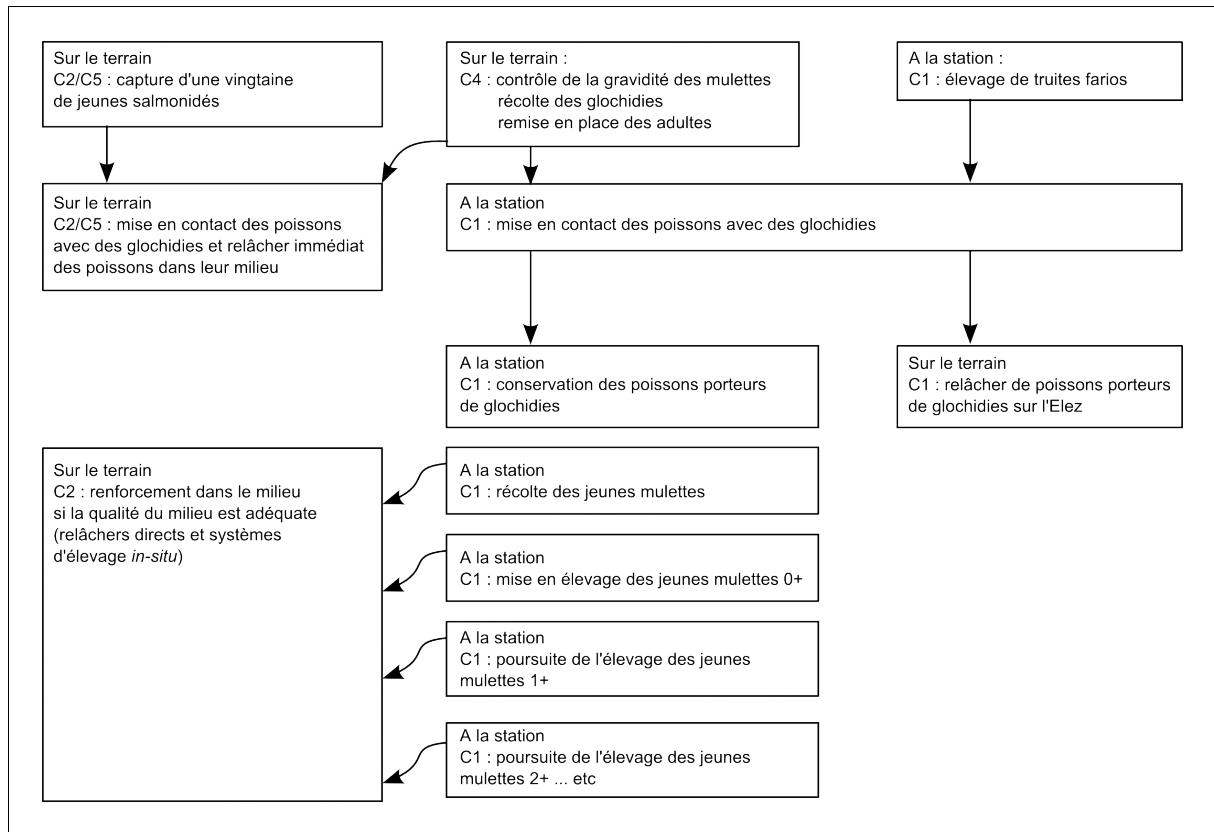 Sur le terrain
C2/C5 : capture d'une vingtaine
de jeunes salmonidés
Sur le terrain :
C4 : contrôle de la gravidité des mulettes
récolte des glochidies
remise en place des adultes
A la station :
C1 : élevage de truites farios
Sur le terrain
C2/C5 : mise en contact des poissons
avec des glochidies et relâcher immédiat
des poissons dans leur milieu
A la station
C1 : mise en contact des poissons avec des glochidies
A la station
C1 : conservation des poissons porteurs
de glochidies
Sur le terrain
C1 : relâcher de poissons porteurs
de glochidies sur l'Elez
Sur le terrain
C2 : renforcement dans le milieu
si la qualité du milieu est adéquate
(relâchers directs et systèmes
d'élevage in-situ)
A la station
C1 : récolte des jeunes mulettes
A la station
C1 : mise en élevage des jeunes mulettes 0+
A la station
C1 : poursuite de l'élevage des jeunes
mulettes 1+
A la station
C1 : poursuite de l'élevage des jeunes
mulettes 2+ ... etc